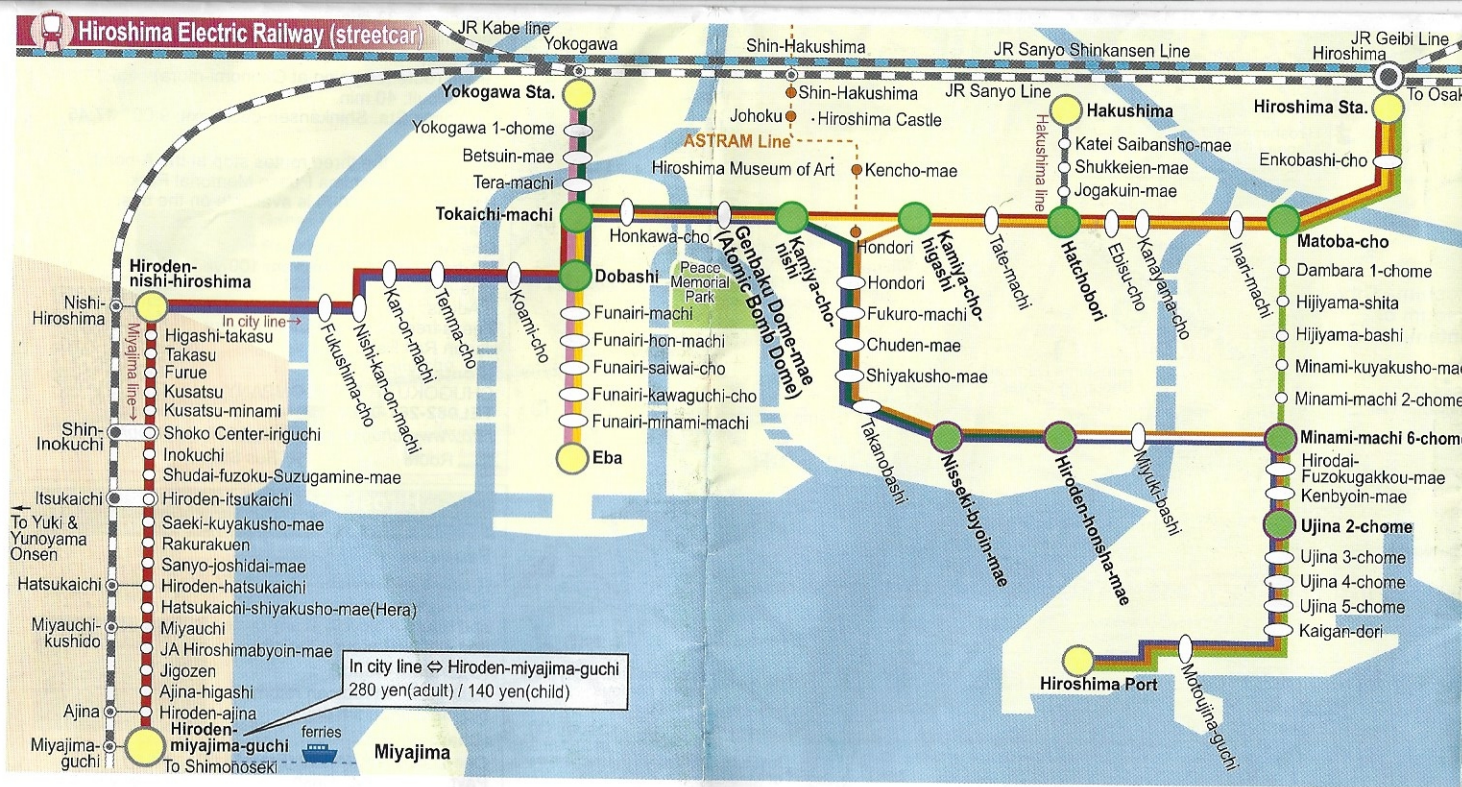 Hiroshima Electric Railway (streetcar)
JR Kabe line
Yokogawa
Shin-Hakushima
JR Sanyo Shinkansen Line
JR Geibi Line
Hiroshima
To Osak
JR Sanyo Line
Yokogawa Sta.
Yokogawa 1-chome
Betsuin-mae
Tera-machi
Tokaichi-machi
Dobashi
Funairi-machi
Funairi-hon-machi
Funairi-saiwai-cho
Funairi-kawaguchi-cho
Funairi-minami-machi
Eba
Shin-Hakushima
Johoku
Hiroshima Castle
ASTRAM Line
Hiroshima Museum of Art
Kencho-mae
Hondori
Hakushima
Hakushima line
Katei Saibansho-mae
Shukkeien-mae
Jogakuin-mae
Hiroshima Sta.
Enkobashi-cho
Honkawa-cho
Genbaku Dome-mae
(Atomic Bomb Dome)
Peace
Memorial
Park
Kamiya-cho-
nishi
Kamiya-cho-
higashi
Tate-machi
Hatchobori
Ebisu-cho
Kanayama-cho
Inari-machi
Matoba-cho
Dambara 1-chome
Hijiyama-shita
Hijiyama-bashi
Minami-kuyakusho-mae
Minami-machi 2-chome
Minami-machi 6-chome
Hirodai-
Fuzokugakkou-mae
Kenbyoin-mae
Ujina 2-chome
Ujina 3-chome
Ujina 4-chome
Ujina 5-chome
Kaigan-dori
Motoujina-guchi
Hiroshima Port
Hondori
Fukuro-machi
Chuden-mae
Shiyakusho-mae
Takanobashi
Nisseki-byoin-mae
Hiroden-honsha-mae
Miyuki-bashi
Hiroden-
nishi-hiroshima
Nishi-
Hiroshima
In city line→
Miyajima line→
Fukushima-cho
Nishi-kan-on-machi
Kan-on-machi
Temma-cho
Koami-cho
Higashi-takasu
Takasu
Furue
Kusatsu
Kusatsu-minami
Shin-
Inokuchi
Shoko Center-iriguchi
Inokuchi
Shudai-fuzoku-Suzugamine-mae
Itsukaichi
Hiroden-itsukaichi
To Yuki &
Yunoyama
Onsen
Saeki-kuyakusho-mae
Rakurakuen
Sanyo-joshidai-mae
Hatsukaichi
Hiroden-hatsukaichi
Hatsukaichi-shiyakusho-mae(Hera)
Miyauchi-
kushido
Miyauchi
JA Hiroshimabyoin-mae
Jigozen
Ajina-higashi
Ajina
Hiroden-ajina
Miyajima-
guchi
Hiroden-
miyajima-guchi
To Shimonoseki
In city line ⇔ Hiroden-miyajima-guchi
280 yen(adult) / 140 yen(child)
ferries
Miyajima